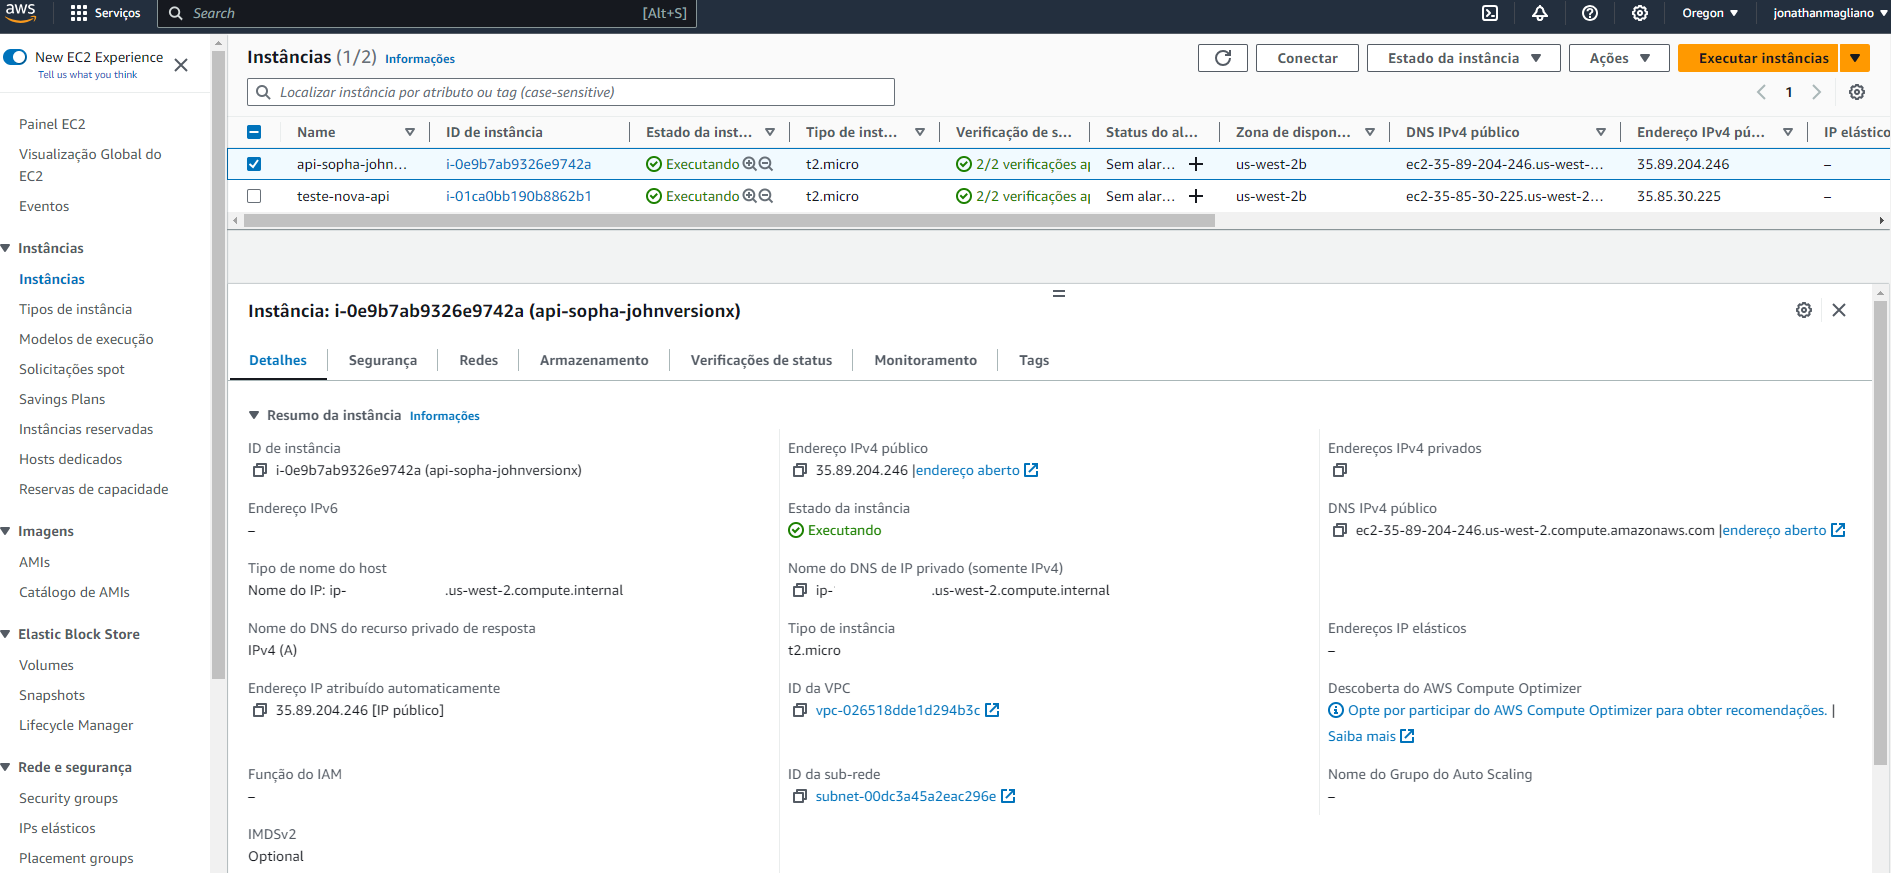 aws
Serviços
Search
[Alt+S]
Oregon
jonathanmagliano
New EC2 Experience
Tell us what you think
Painel EC2
Visualização Global do
EC2
Eventos
Instâncias
Instâncias
Tipos de instância
Modelos de execução
Solicitações spot
Savings Plans
Instâncias reservadas
Hosts dedicados
Reservas de capacidade
Imagens
AMIs
Catálogo de AMIs
Elastic Block Store
Volumes
Snapshots
Lifecycle Manager
Rede e segurança
Security groups
IPs elásticos
Placement groups
Instâncias (1/2) Informações
Conectar
Estado da instância
Ações
Executar instâncias
Localizar instância por atributo ou tag (case-sensitive)
1
Name ID de instância Estado da inst... Tipo de inst... Verificação de s... Status do al... Zona de dispon... DNS IPv4 público Endereço IPv4 pú... IP elástico
api-sopha-john... i-0e9b7ab9326e9742a Executando t2.micro 2/2 verificações ap Sem alar... + us-west-2b ec2-35-89-204-246.us-west-... 35.89.204.246 –
teste-nova-api i-01ca0bb190b8862b1 Executando t2.micro 2/2 verificações ap Sem alar... + us-west-2b ec2-35-85-30-225.us-west-2... 35.85.30.225 –
Instância: i-0e9b7ab9326e9742a (api-sopha-johnversionx)
Detalhes Segurança Redes Armazenamento Verificações de status Monitoramento Tags
Resumo da instância Informações
ID de instância
i-0e9b7ab9326e9742a (api-sopha-johnversionx)
Endereço IPv4 público
35.89.204.246 |endereço aberto
Endereços IPv4 privados
Endereço IPv6
–
Estado da instância
Executando
DNS IPv4 público
ec2-35-89-204-246.us-west-2.compute.amazonaws.com |endereço aberto
Tipo de nome do host
Nome do IP: ip- .us-west-2.compute.internal
Nome do DNS de IP privado (somente IPv4)
ip- .us-west-2.compute.internal
Nome do DNS do recurso privado de resposta
IPv4 (A)
Tipo de instância
t2.micro
Endereços IP elásticos
–
Endereço IP atribuído automaticamente
35.89.204.246 [IP público]
ID da VPC
vpc-026518dde1d294b3c
Descoberta do AWS Compute Optimizer
Opte por participar do AWS Compute Optimizer para obter recomendações. |
Saiba mais
Função do IAM
–
ID da sub-rede
subnet-00dc3a45a2eac296e
Nome do Grupo do Auto Scaling
–
IMDSv2
Optional